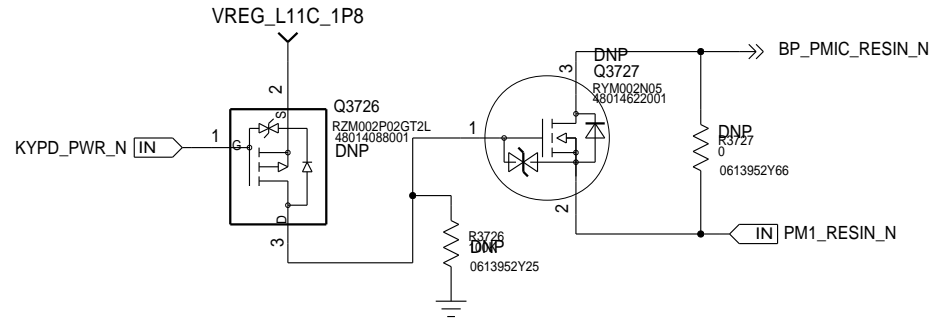 VREG_L11C_1P8
2
S
Q3726
RZM002P02GT2L
48014088001
DNP
KYPD_PWR_N
IN
1
G
D
3
DNP
Q3727
RYM002N05
48014622001
3
1
2
BP_PMIC_RESIN_N
DNP
R3727
0
0613952Y66
IN
PM1_RESIN_N
R3726
DNP
0613952Y25